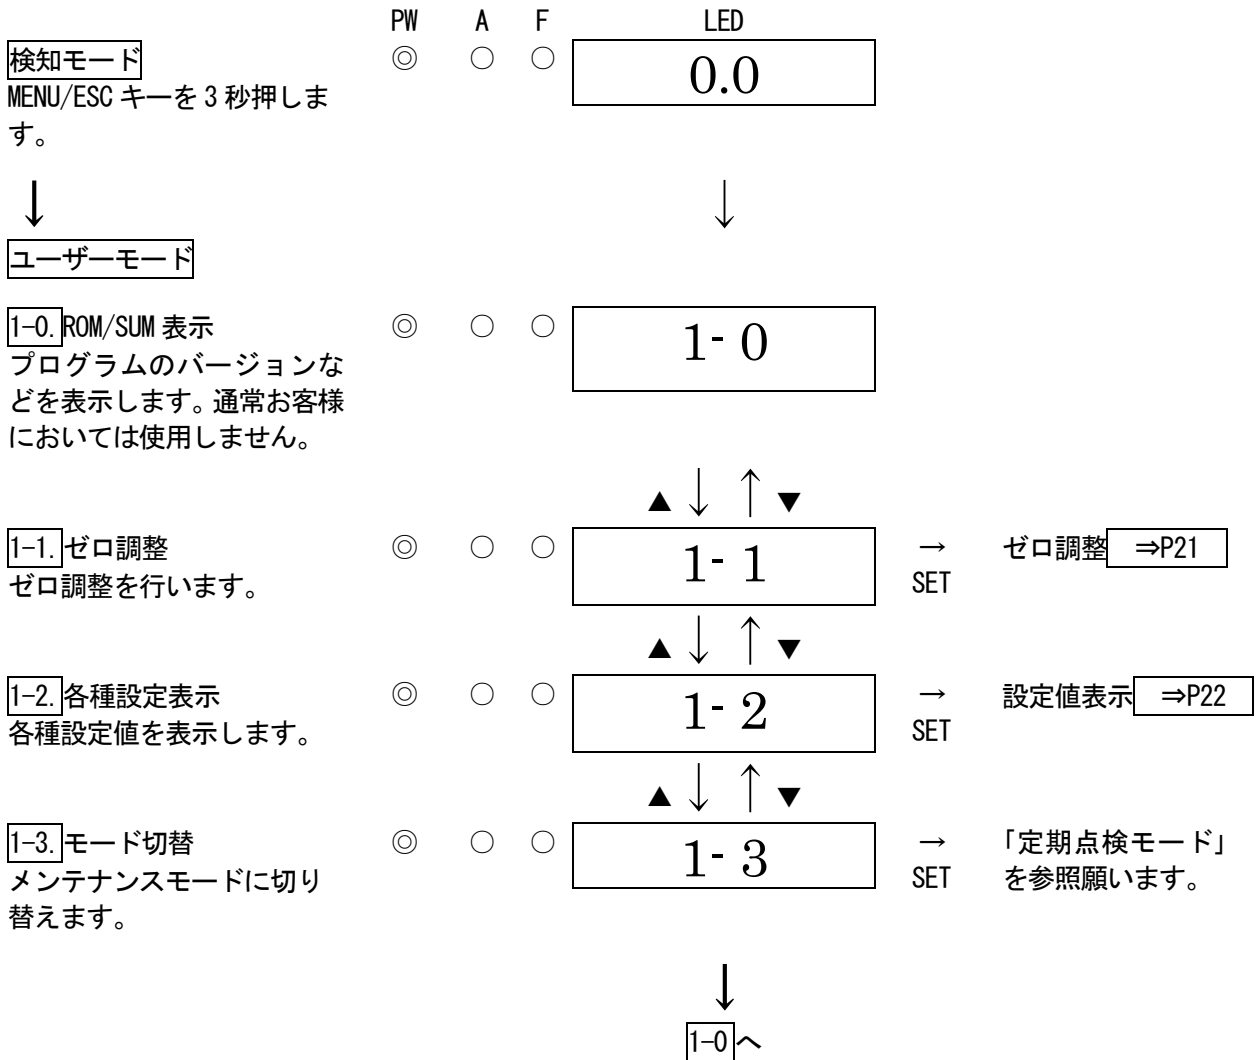 PW A F LED
検知モード ◎ ○ ○ 0.0
MENU/ESC キーを 3 秒押しま
す。
↓ ↓
ユーザーモード
1-0. ROM/SUM 表示 ◎ ○ ○ 1- 0
プログラムのバージョンな
どを表示します。通常お客様
においては使用しません。
▲ ↓ ↑ ▼
1-1. ゼロ調整 ◎ ○ ○ 1- 1 → ゼロ調整 ⇒P21
ゼロ調整を行います。 SET
▲ ↓ ↑ ▼
1-2. 各種設定表示 ◎ ○ ○ 1- 2 → 設定値表示 ⇒P22
各種設定値を表示します。 SET
▲ ↓ ↑ ▼
1-3. モード切替 ◎ ○ ○ 1- 3 → 「定期点検モード」
メンテナンスモードに切り SET を参照願います。
替えます。
↓
1-0 へ